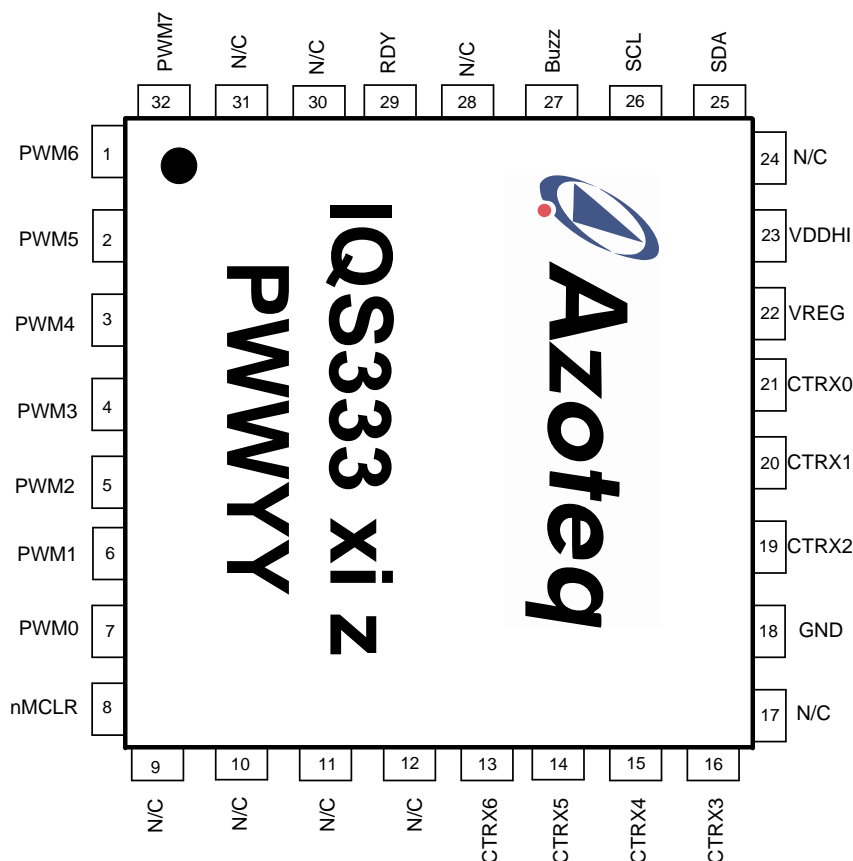 PWM7
N/C
N/C
RDY
N/C
Buzz
SCL
SDA
32
31
30
29
28
27
26
25
PWM6
1
PWM5
2
PWM4
3
PWM3
4
PWM2
5
PWM1
6
PWM0
7
nMCLR
8
Azoteq
IQS333 xi z
PWWYY
24 N/C
23 VDDHI
22 VREG
21 CTRX0
20 CTRX1
19 CTRX2
18 GND
17 N/C
9
10
11
12
13
14
15
16
N/C
N/C
N/C
N/C
CTRX6
CTRX5
CTRX4
CTRX3